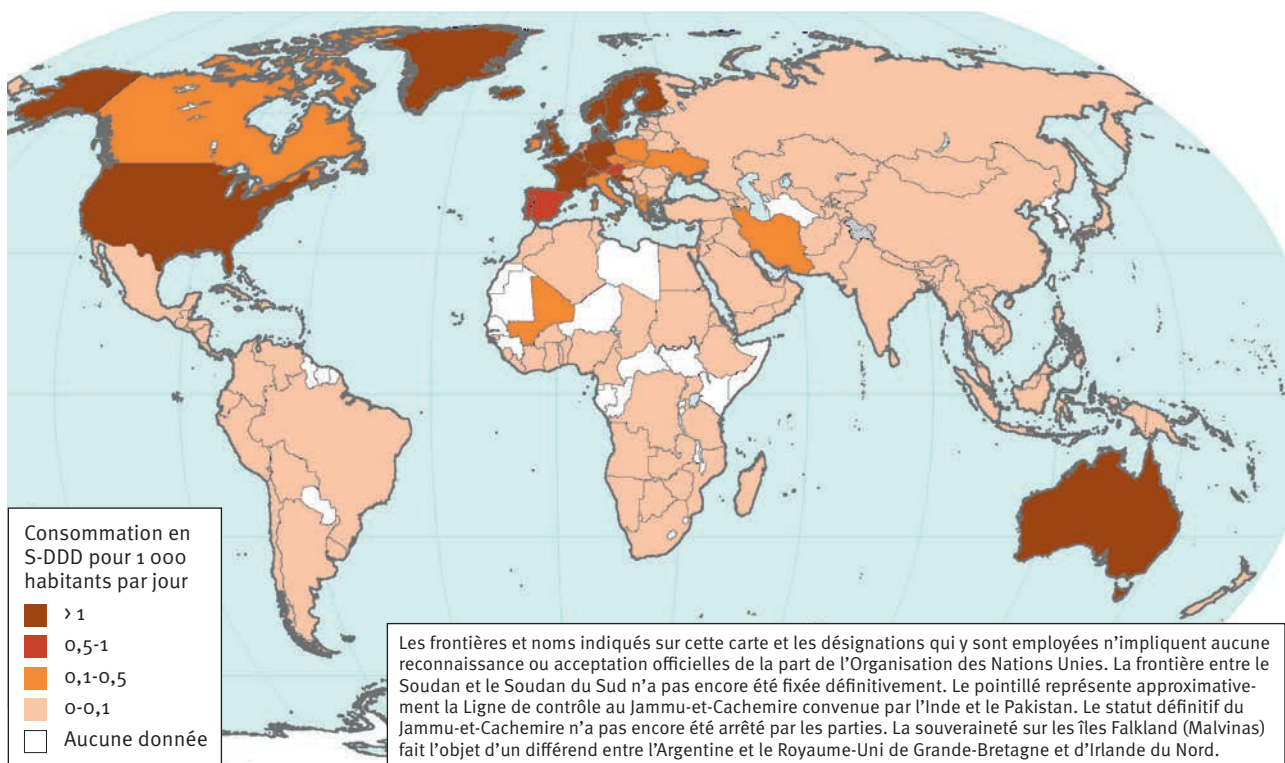 Consommation en
S-DDD pour 1 000
habitants par jour
> 1
0,5-1
0,1-0,5
0-0,1
Aucune donnée
Les frontières et noms indiqués sur cette carte et les désignations qui y sont employées n’impliquent aucune
reconnaissance ou acceptation officielles de la part de l’Organisation des Nations Unies. La frontière entre le
Soudan et le Soudan du Sud n’a pas encore été fixée définitivement. Le pointillé représente approximative-
ment la Ligne de contrôle au Jammu-et-Cachemire convenue par l’Inde et le Pakistan. Le statut définitif du
Jammu-et-Cachemire n’a pas encore été arrêté par les parties. La souveraineté sur les îles Falkland (Malvinas)
fait l’objet d’un différend entre l’Argentine et le Royaume-Uni de Grande-Bretagne et d’Irlande du Nord.